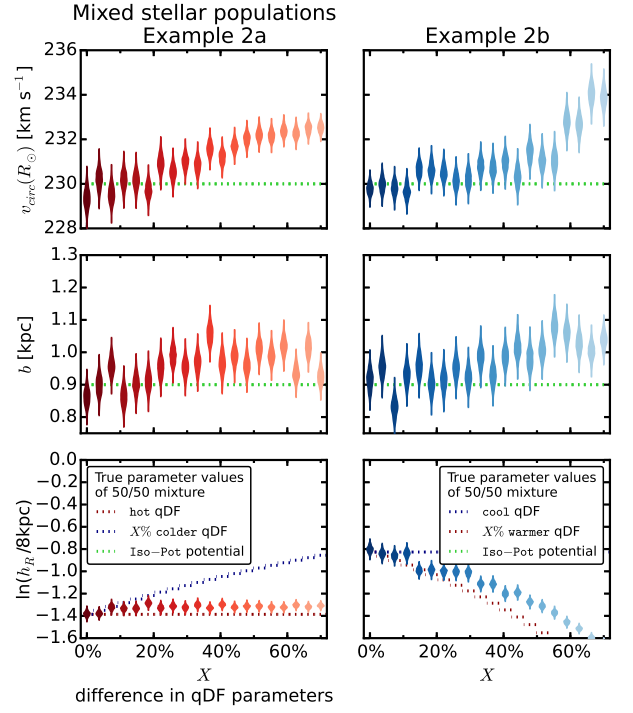 Mixed stellar populations
Example 2a
Example 2b
236
234
232
230
228
v_circ(R_⊙) [km s⁻¹]
1.3
1.2
1.1
1.0
0.9
0.8
b [kpc]
0.0
−0.2
−0.4
−0.6
−0.8
−1.0
−1.2
−1.4
−1.6
ln(h_R/8kpc)
True parameter values
of 50/50 mixture
hot qDF
X% colder qDF
Iso−Pot potential
True parameter values
of 50/50 mixture
cool qDF
X% warmer qDF
Iso−Pot potential
0% 20% 40% 60%
0% 20% 40% 60%
X
X
difference in qDF parameters